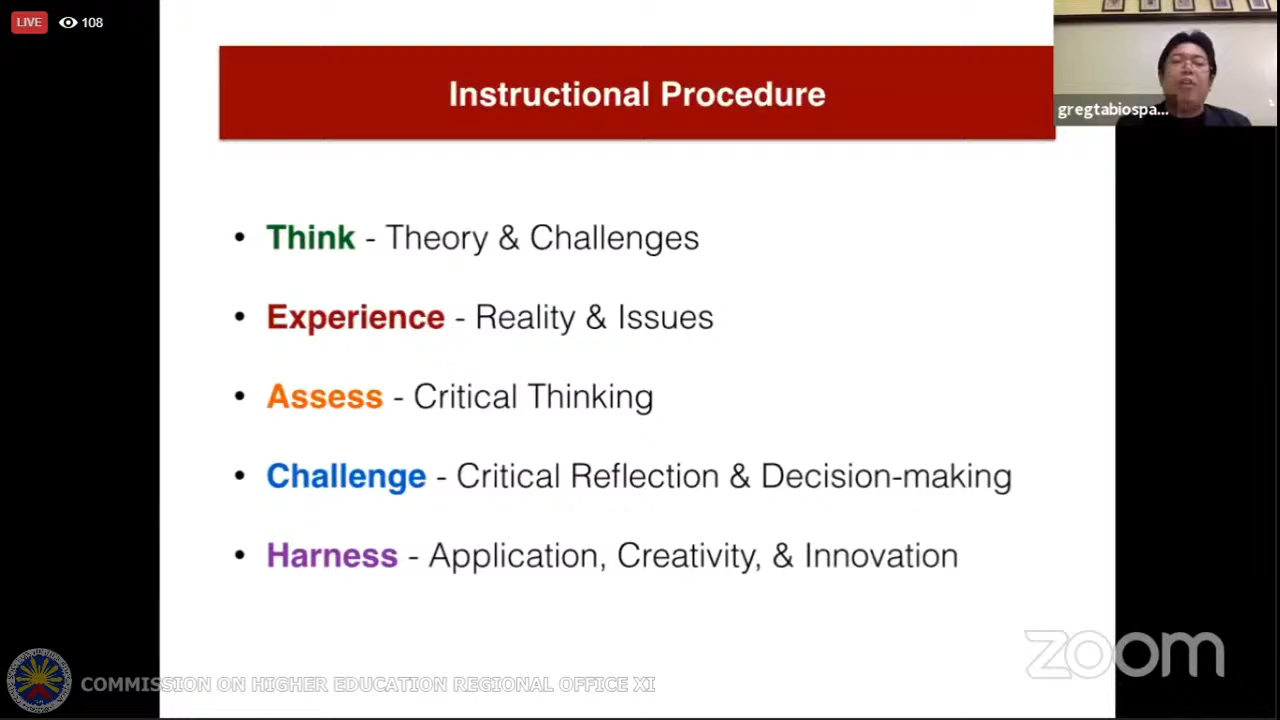 LIVE 108
Instructional Procedure
gregtabiospa...
• Think - Theory & Challenges
• Experience - Reality & Issues
• Assess - Critical Thinking
• Challenge - Critical Reflection & Decision-making
• Harness - Application, Creativity, & Innovation
zoom
COMMISSION ON HIGHER EDUCATION REGIONAL OFFICE XI